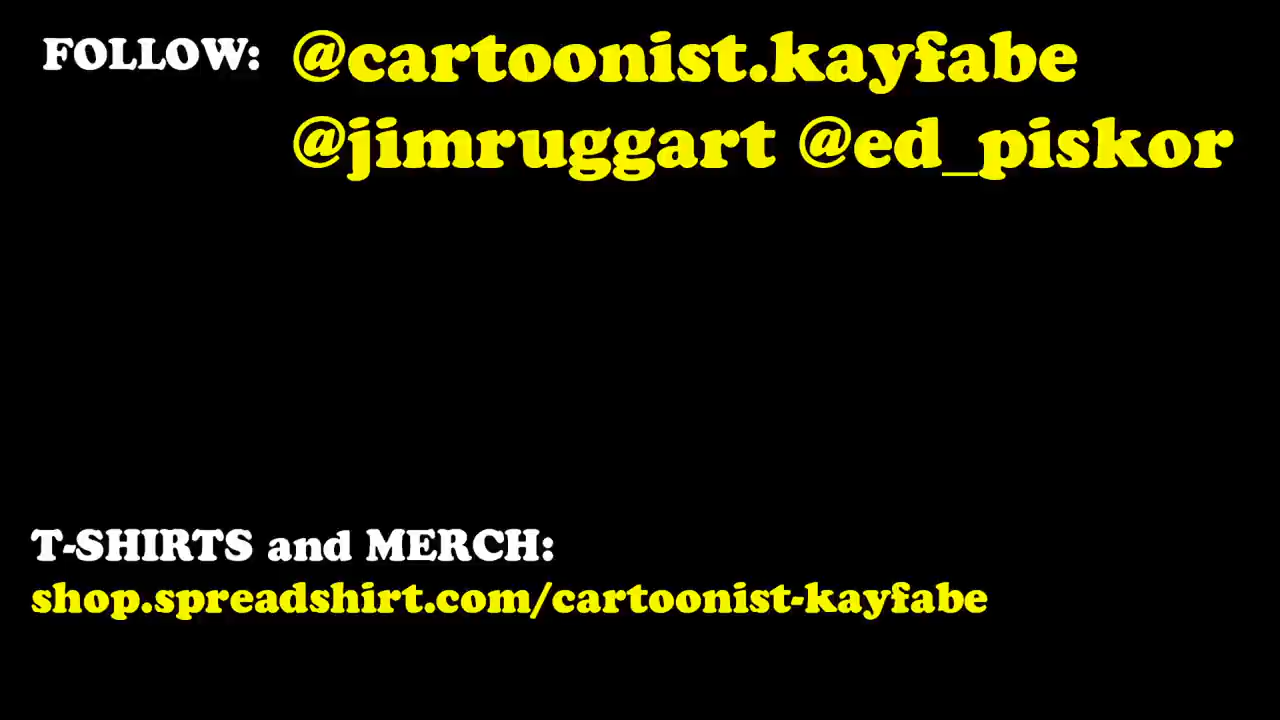 FOLLOW: @cartoonist.kayfabe
@jimruggart @ed_piskor
T-SHIRTS and MERCH:
shop.spreadshirt.com/cartoonist-kayfabe